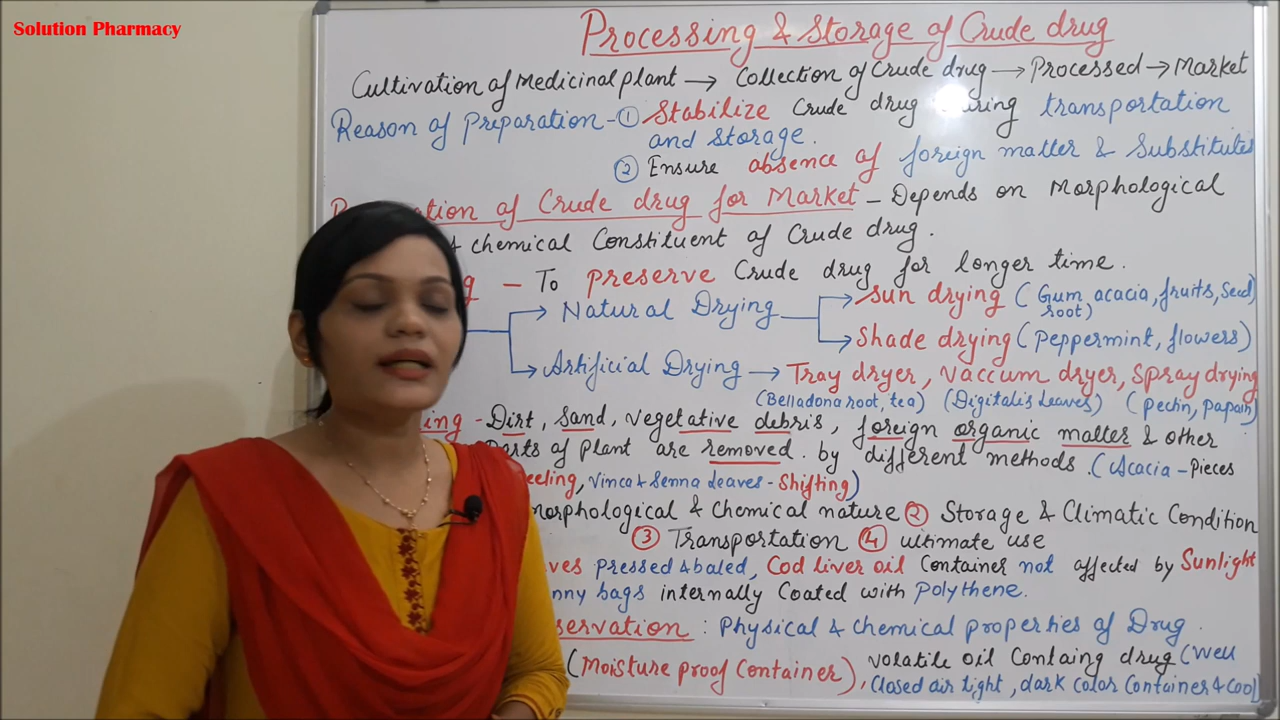 Solution Pharmacy
Processing & Storage of Crude drug
Cultivation of Medicinal plant → Collection of Crude drug → Processed → Market
Reason of Preparation - ① Stabilize Crude drug during transportation
and storage.
② Ensure absence of foreign matter & Substitutes
of Crude drug for Market - Depends on Morphological
& chemical Constituent of Crude drug.
- To preserve Crude drug for longer time.
Natural Drying → Sun drying (Gum acacia, fruits, Seed
root)
→ Shade drying (Peppermint, flowers)
Artificial Drying → Tray dryer, Vaccum dryer, Spray drying
(Belladona root, tea) (Digitalis leaves) (Pectin, Papain)
- Dirt, Sand, vegetative debris, foreign organic matter & other
Parts of Plant are removed. by different methods. (Acacia - Pieces
Vinca & Senna Leaves - Shifting)
Morphological & Chemical nature ② Storage & Climatic Condition
③ Transportation ④ ultimate use
pressed & baled, Cod liver oil Container not affected by Sunlight
bags internally Coated with Polythene.
: Physical & chemical properties of Drug.
(Moisture proof Container), volatile oil Containg drug (Well
Closed air tight, dark color Container & Cool)